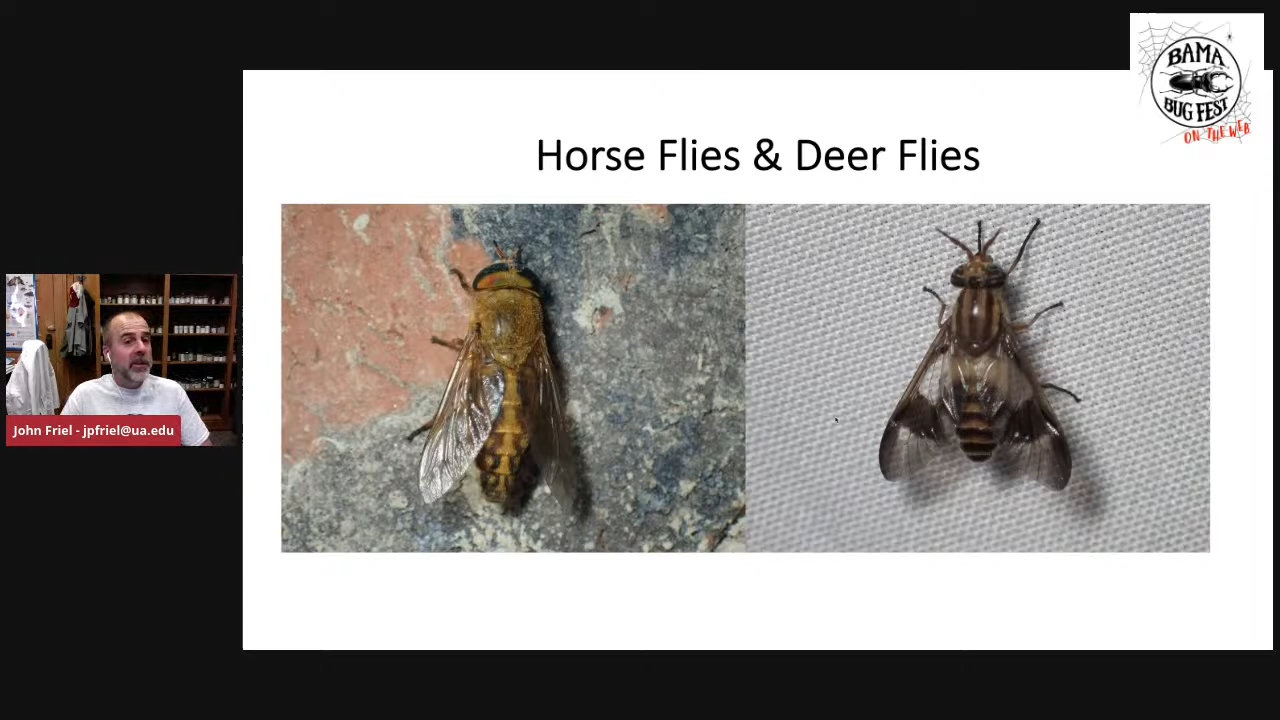 BAMA
BUG FEST
ON THE WEB
Horse Flies & Deer Flies
John Friel - jpfriel@ua.edu